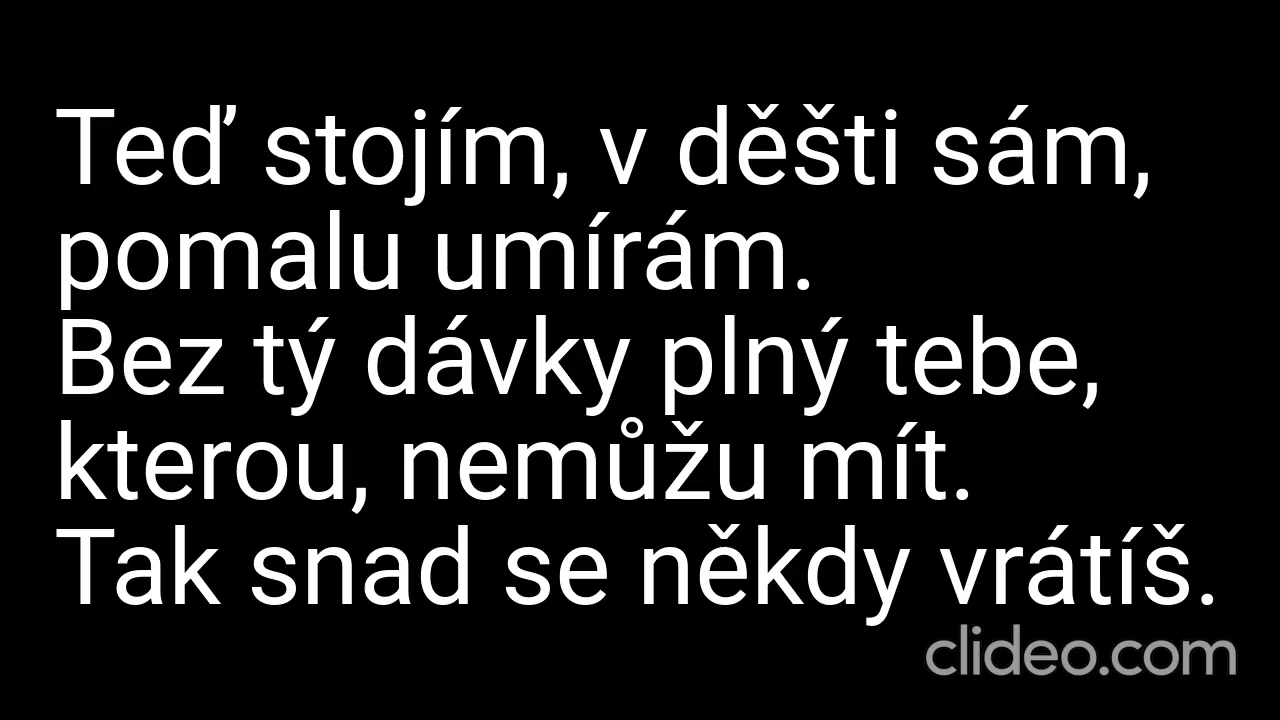 Teď stojím, v děšti sám,
pomalu umírám.
Bez tý dávky plný tebe,
kterou, nemůžu mít.
Tak snad se někdy vrátíš.
clideo.com